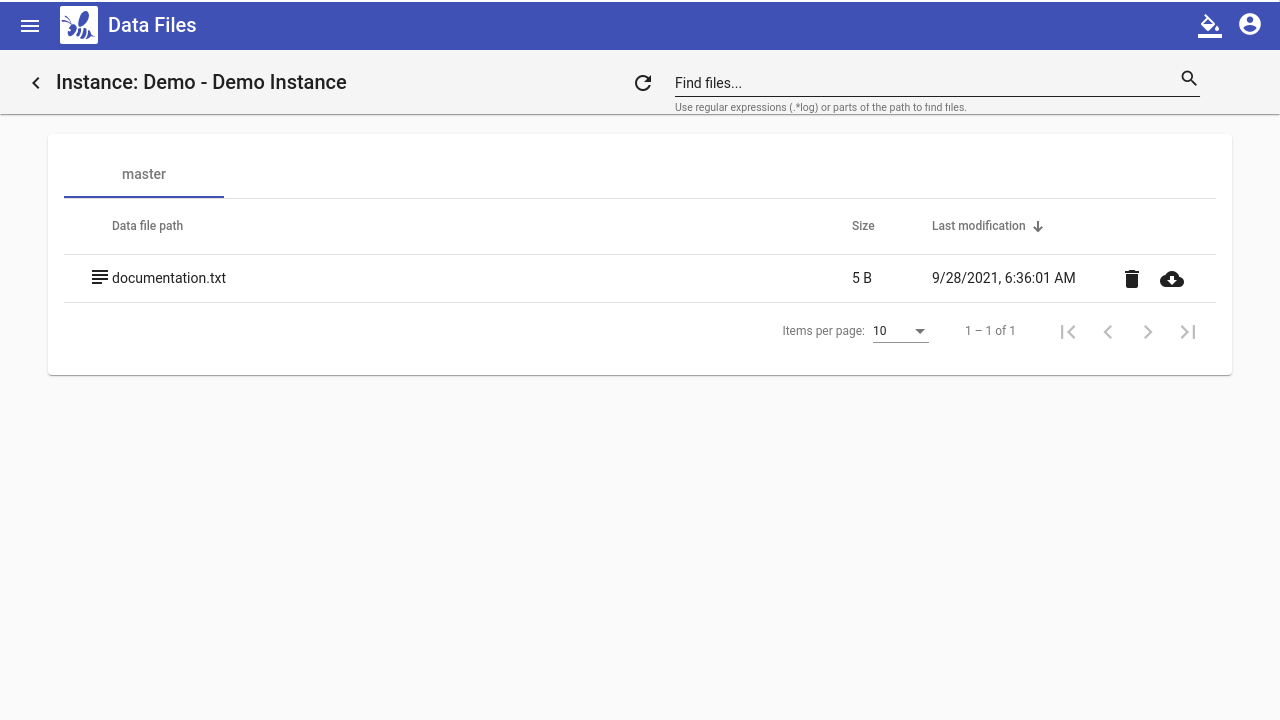 Data Files
Instance: Demo - Demo Instance
Find files...
Use regular expressions (.*log) or parts of the path to find files.
master
Data file path Size Last modification
documentation.txt 5 B 9/28/2021, 6:36:01 AM
Items per page: 10 1 – 1 of 1